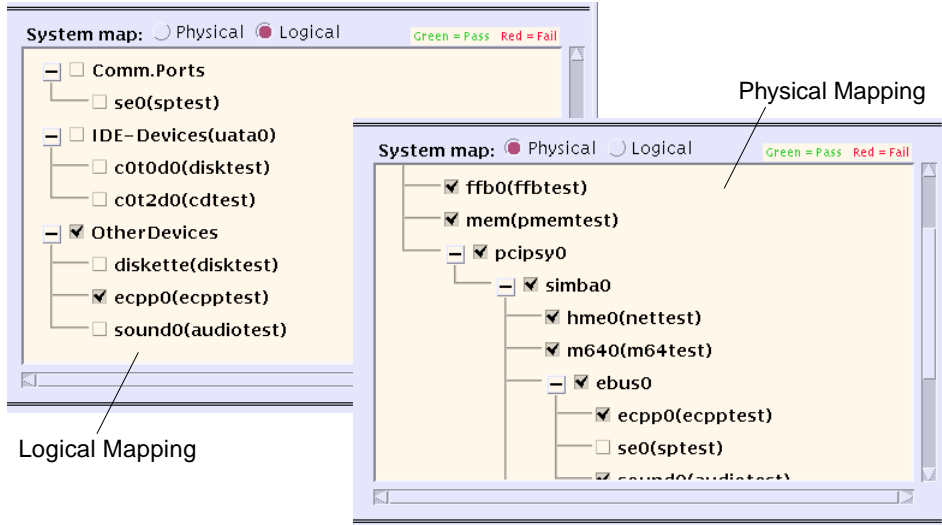 System map: Physical Logical
Green = Pass Red = Fail
Comm.Ports
se0(sptest)
IDE-Devices(uata0)
c0t0d0(disktest)
c0t2d0(cdtest)
OtherDevices
diskette(disktest)
ecpp0(ecpptest)
sound0(audiotest)
Logical Mapping
Physical Mapping
System map: Physical Logical
Green = Pass Red = Fail
ffb0(ffbtest)
mem(pmemtest)
pcipsy0
simba0
hme0(nettest)
m640(m64test)
ebus0
ecpp0(ecpptest)
se0(sptest)
sound0(audiotest)